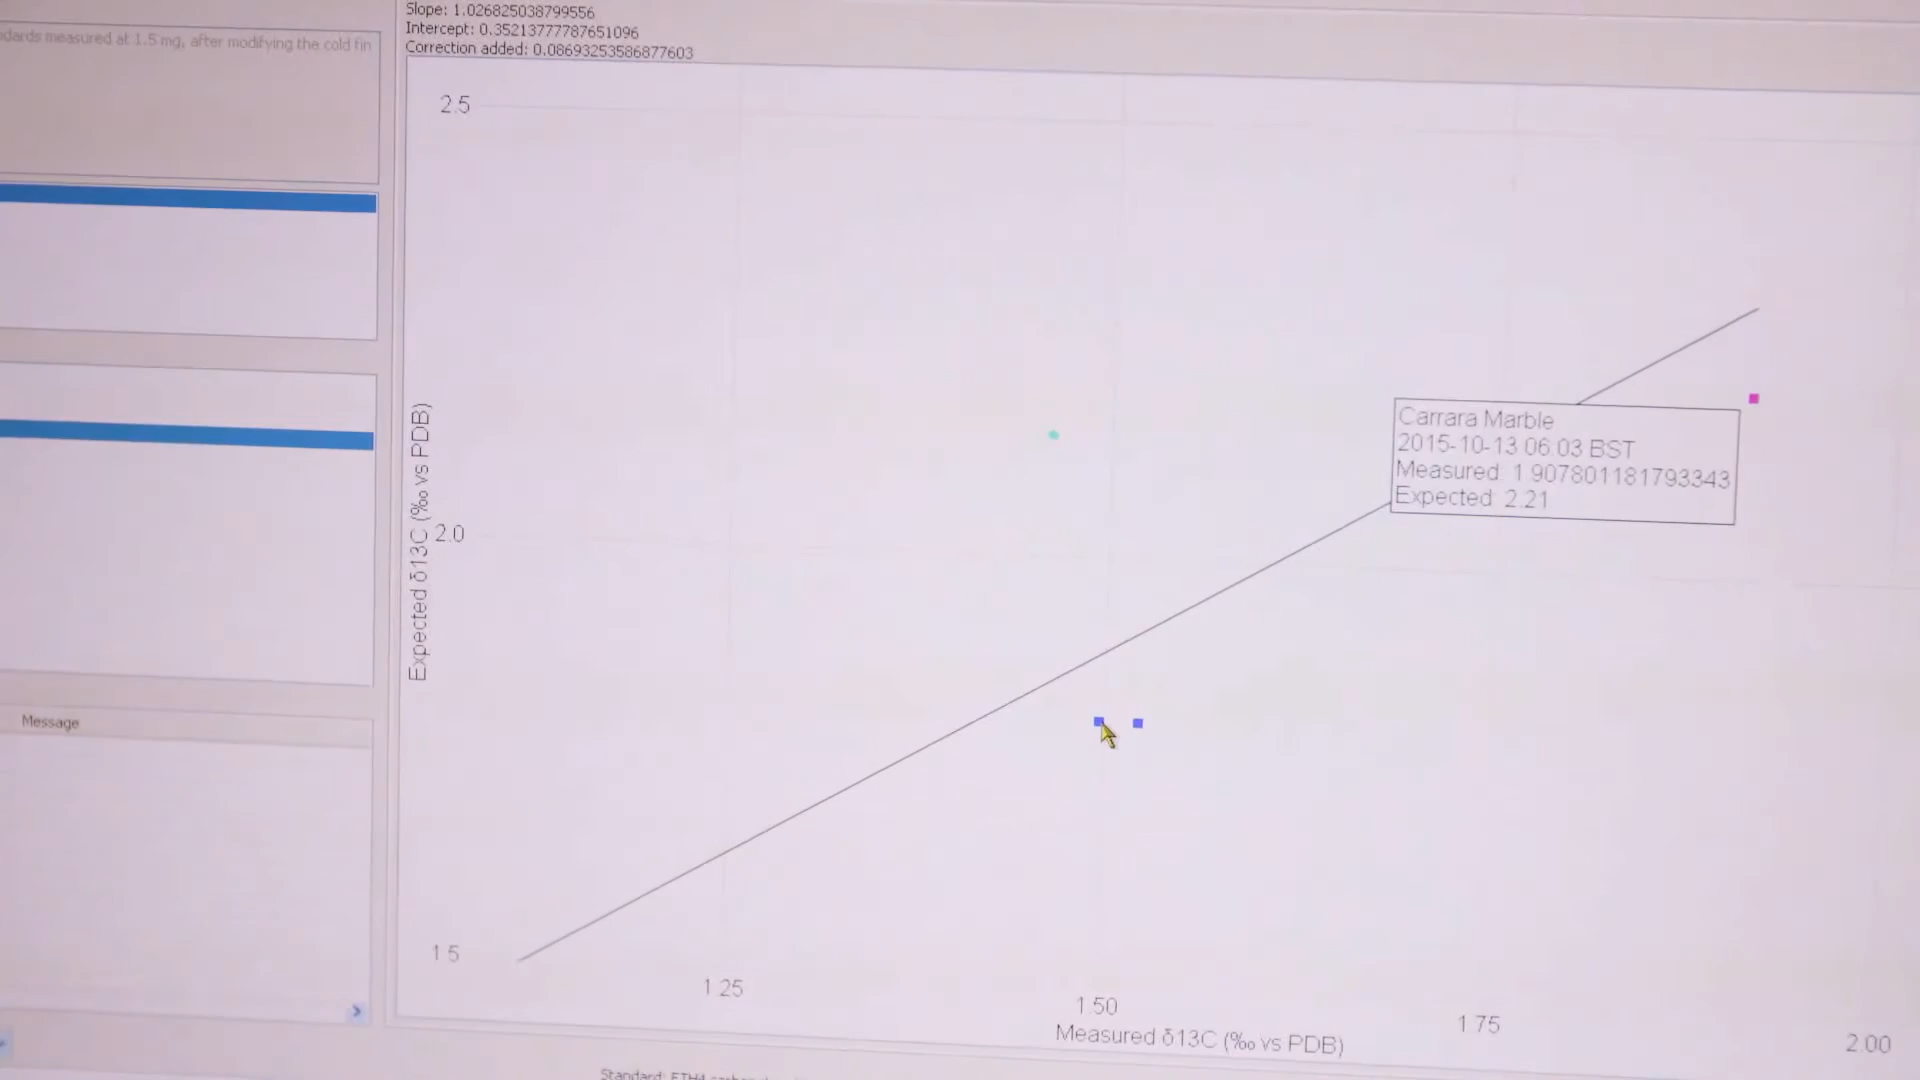 Slope: 1.026825038799556
Intercept: 0.35213777787651096
Correction added: 0.08693253586877603
dards measured at 1.5 mg, after modifying the cold fin
2.5
Carrara Marble
2015-10-13 06:03 BST
Measured: 1.907801181793343
Expected: 2.21
Expected δ13C (‰ vs PDB)
2.0
Message
1.5
1.25
1.50
1.75
2.00
Measured δ13C (‰ vs PDB)
Standard: ETH4